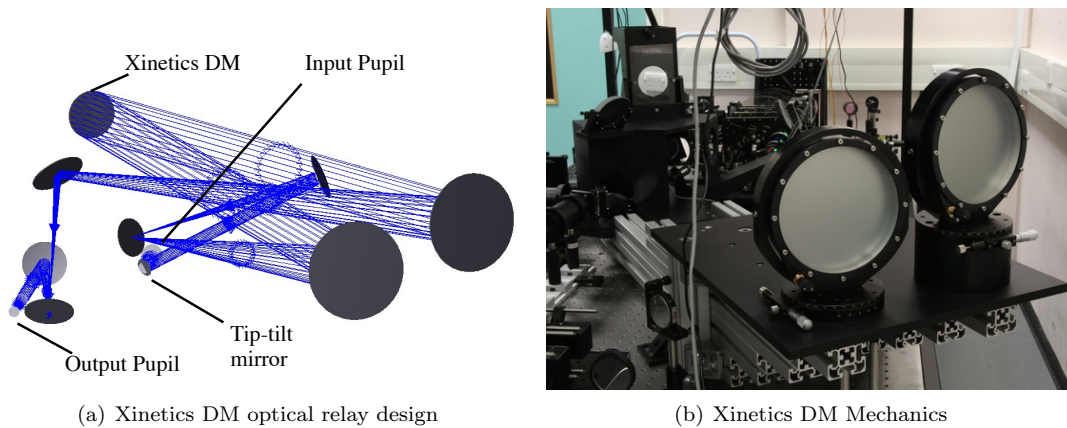 Xinetics DM
Input Pupil
Tip-tilt
mirror
Output Pupil
(a) Xinetics DM optical relay design
(b) Xinetics DM Mechanics